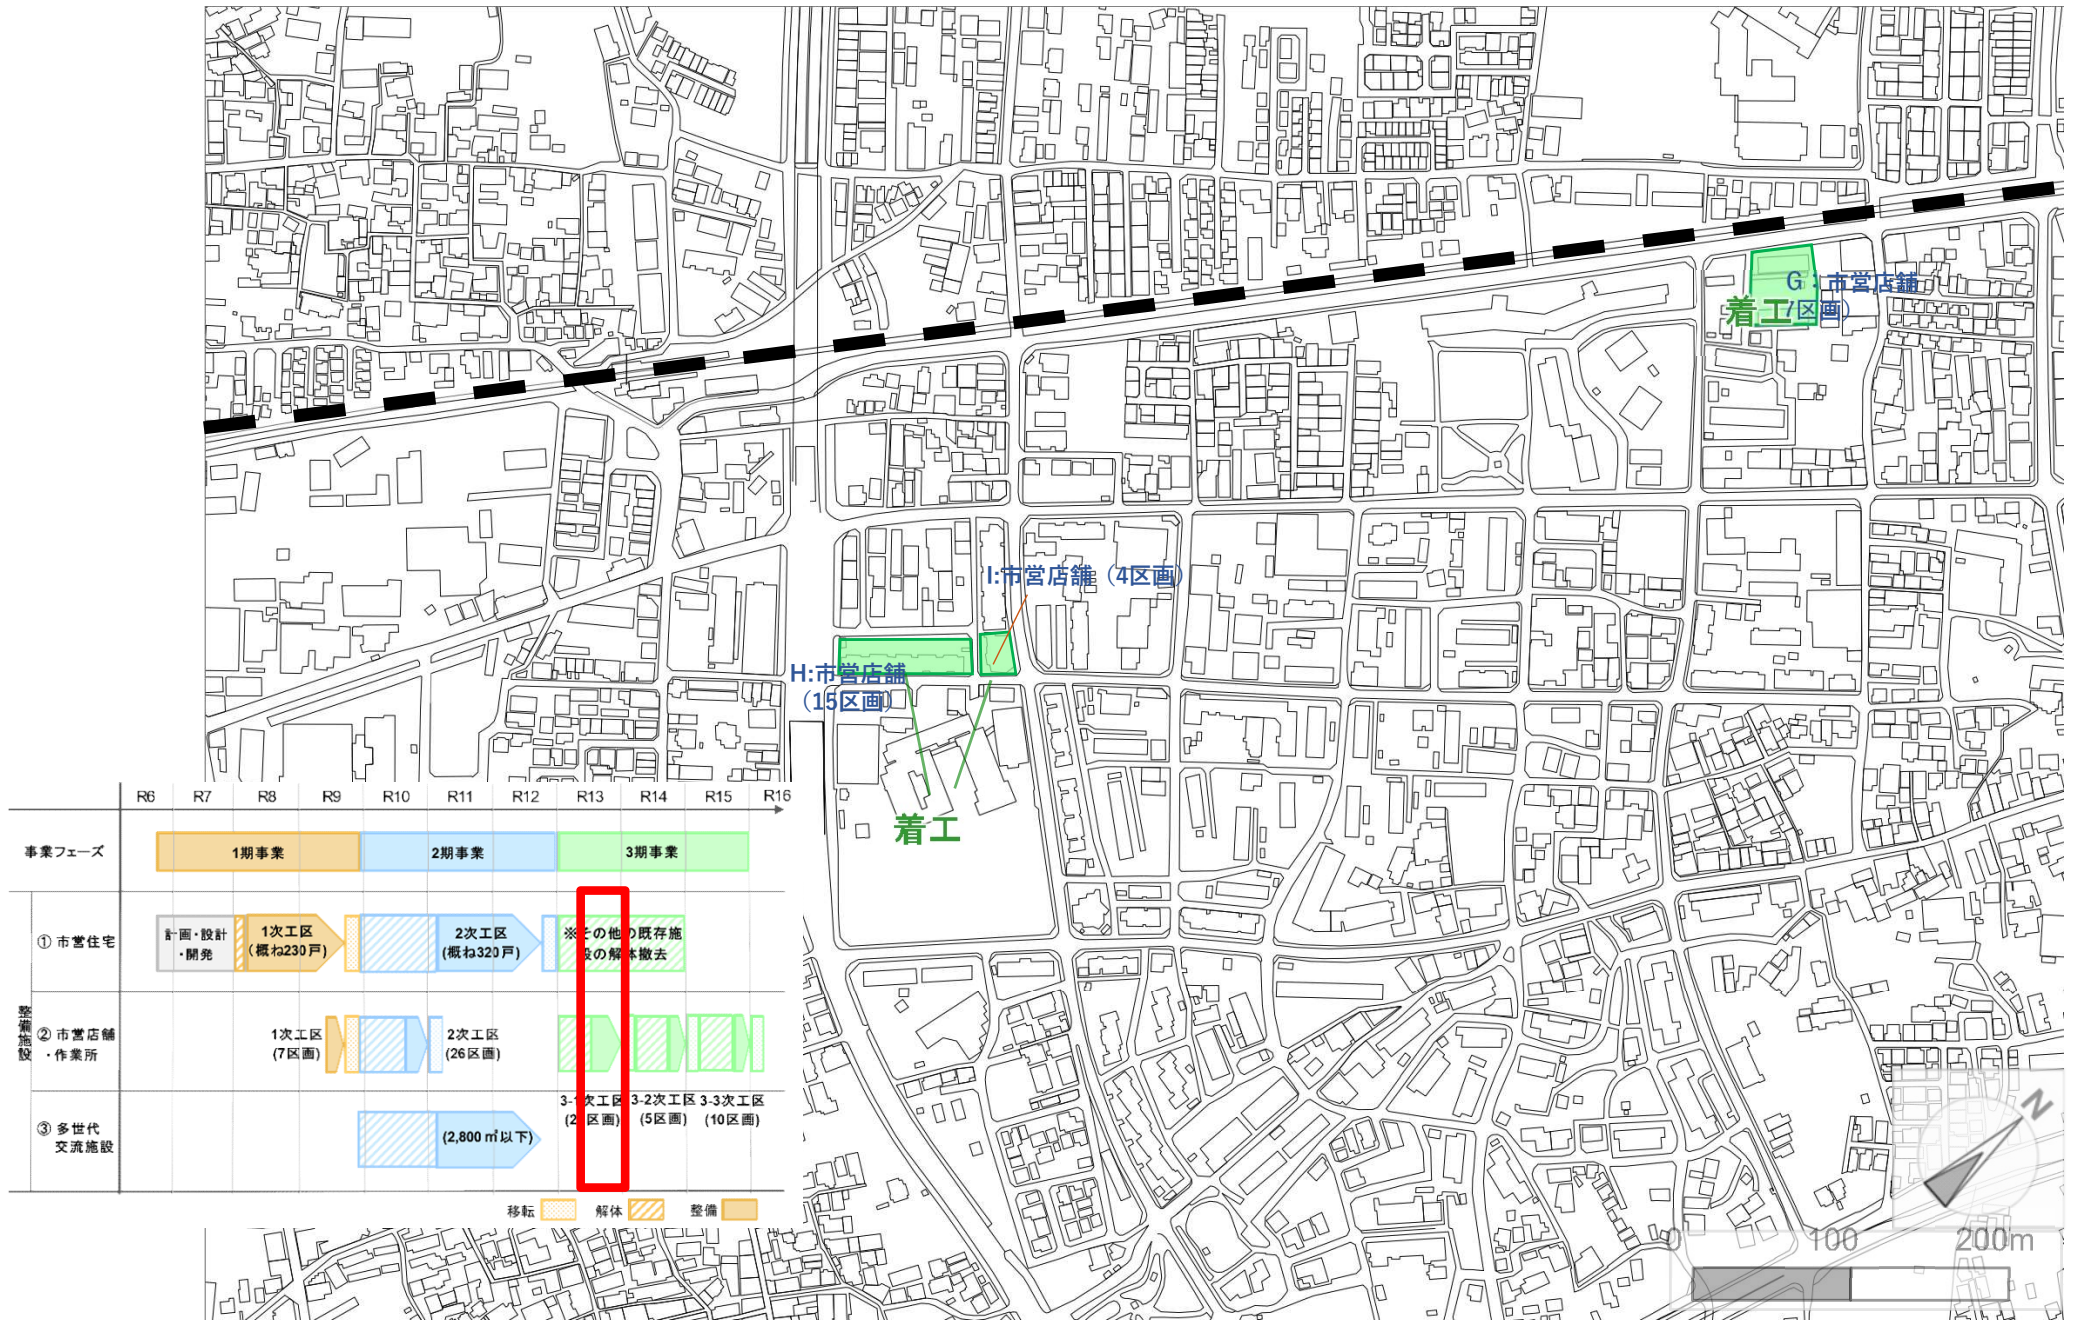 G：市営店舗
7区画）
着工
I:市営店舗（4区画）
H:市営店舗
（15区画）
着工
R6 R7 R8 R9 R10 R11 R12 R13 R14 R15 R16
事業フェーズ
1期事業
2期事業
3期事業
整備施設
① 市営住宅
計画・設計
・開発
1次工区
(概ね230戸)
2次工区
(概ね320戸)
※その他の既存施
設の解体撤去
② 市営店舗
・作業所
1次工区
(7区画)
2次工区
(26区画)
3-1次工区
区画)
3-2次工区
(5区画)
3-3次工区
(10区画)
③ 多世代
交流施設
(2,800㎡以下)
移転 解体 整備
N
0 100 200m